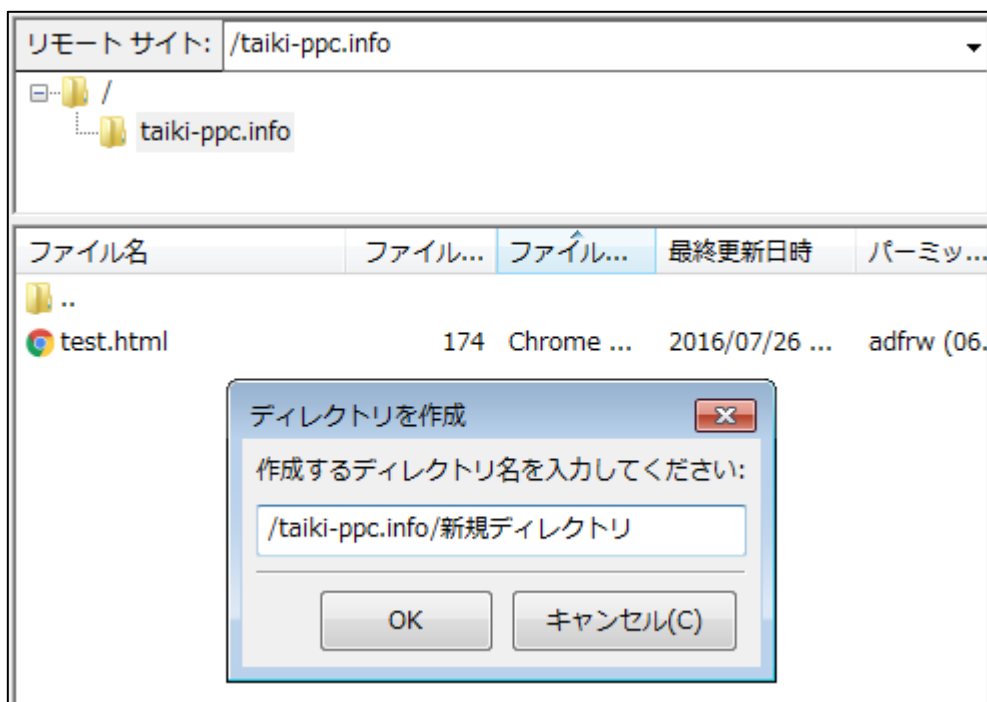 リモート サイト: /taiki-ppc.info
/
taiki-ppc.info
ファイル名 ファイル... ファイル... 最終更新日時 パーミッ...
..
test.html 174 Chrome ... 2016/07/26 ... adfrw (06.
ディレクトリを作成
作成するディレクトリ名を入力してください:
/taiki-ppc.info/新規ディレクトリ
OK キャンセル(C)